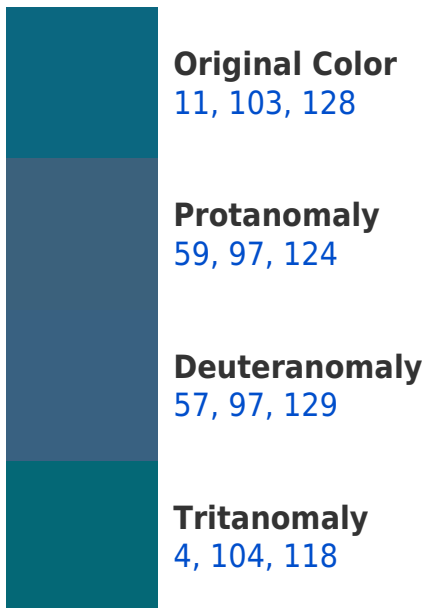 Original Color
11, 103, 128
Protanomaly
59, 97, 124
Deuteranomaly
57, 97, 129
Tritanomaly
4, 104, 118